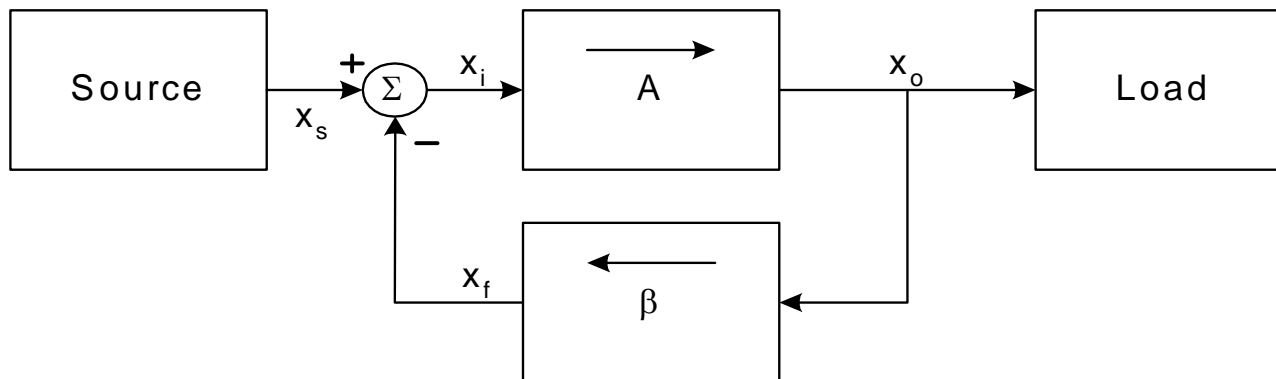 Source
+
x_s
Σ
−
x_i
A
x_o
Load
x_f
β